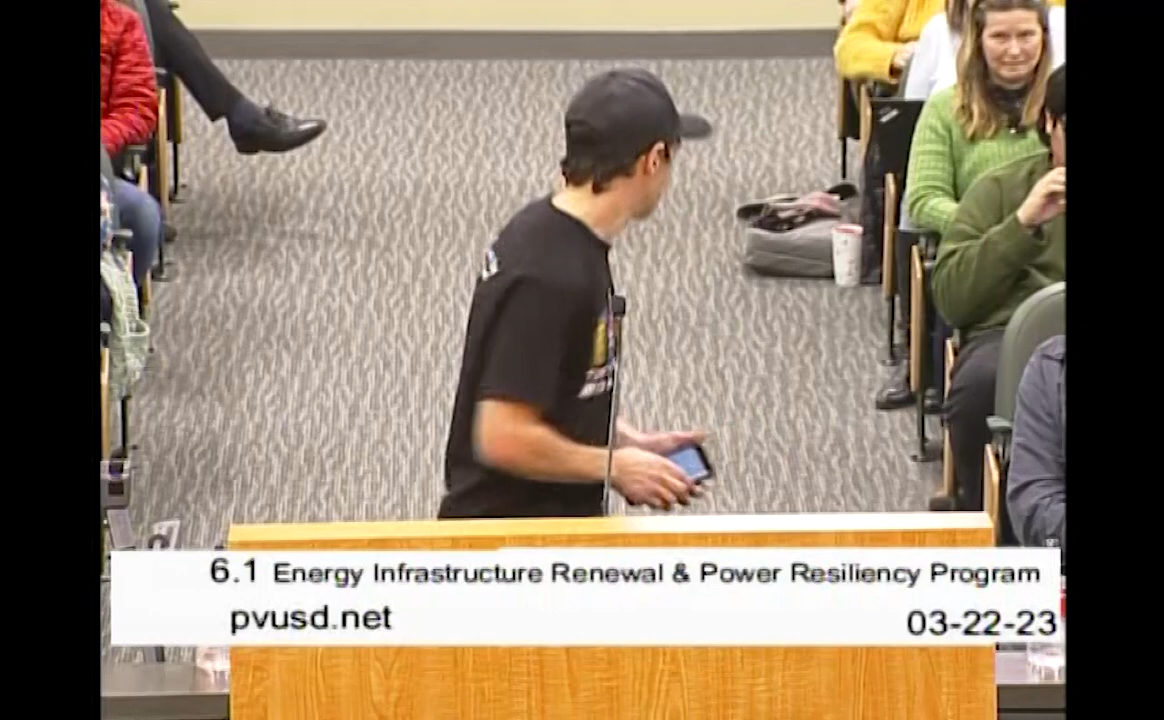 6.1 Energy Infrastructure Renewal & Power Resiliency Program
pvusd.net
03-22-23